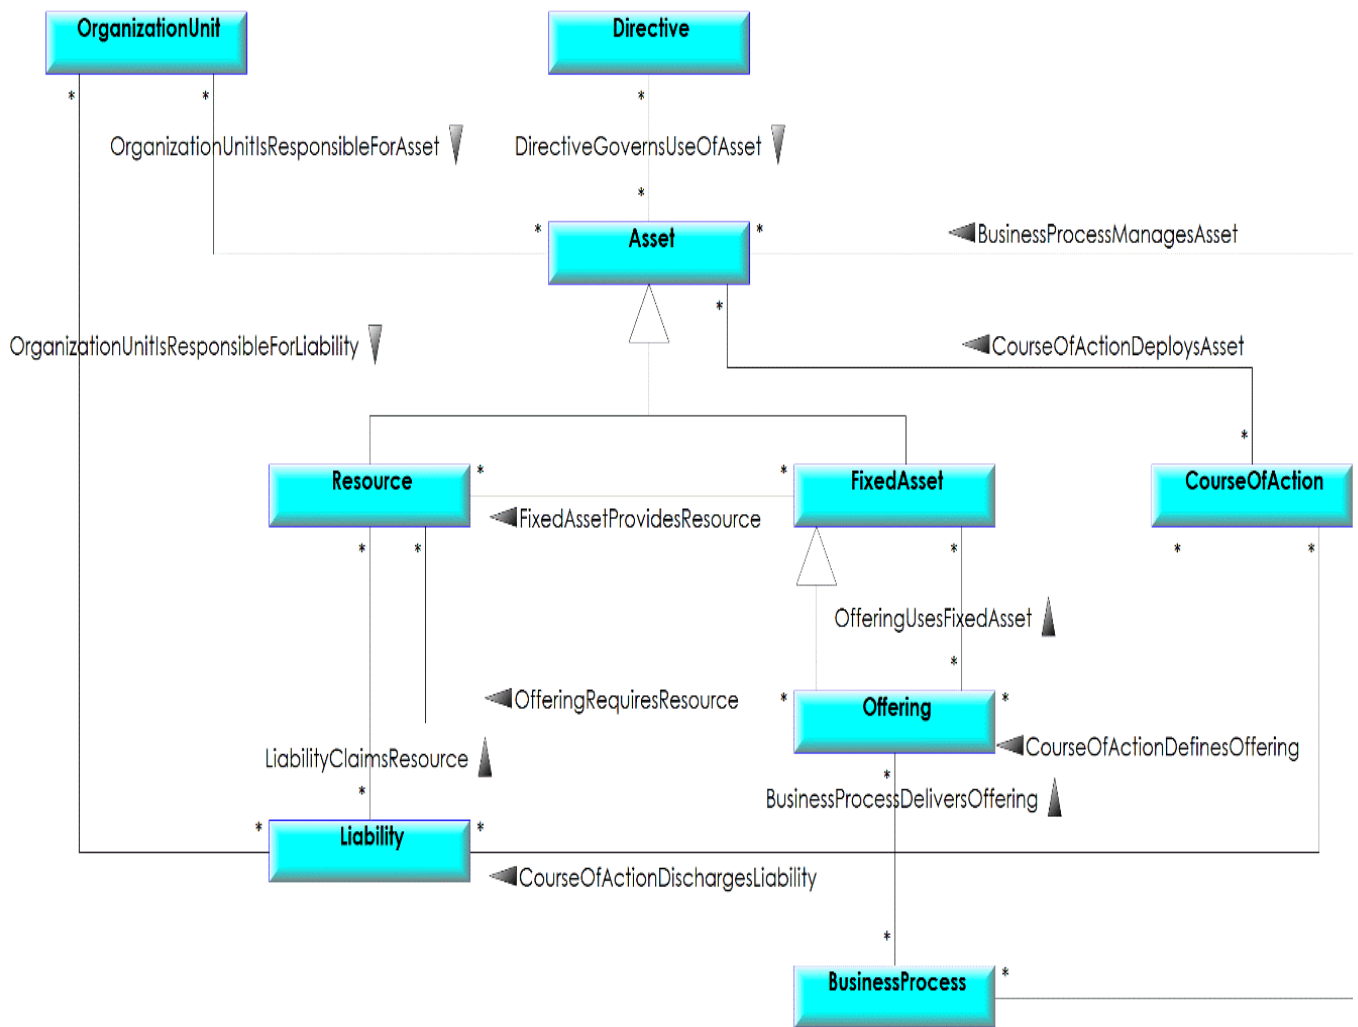 OrganizationUnit
Directive
*
*
*
OrganizationUnitIsResponsibleForAsset
DirectiveGovernsUseOfAsset
*
*
Asset
*
BusinessProcessManagesAsset
*
OrganizationUnitIsResponsibleForLiability
CourseOfActionDeploysAsset
*
Resource
*
*
FixedAsset
CourseOfAction
FixedAssetProvidesResource
*
*
*
*
*
OfferingUsesFixedAsset
*
OfferingRequiresResource
*
Offering
*
CourseOfActionDefinesOffering
LiabilityClaimsResource
*
*
BusinessProcessDeliversOffering
*
Liability
*
CourseOfActionDischargesLiability
*
BusinessProcess
*